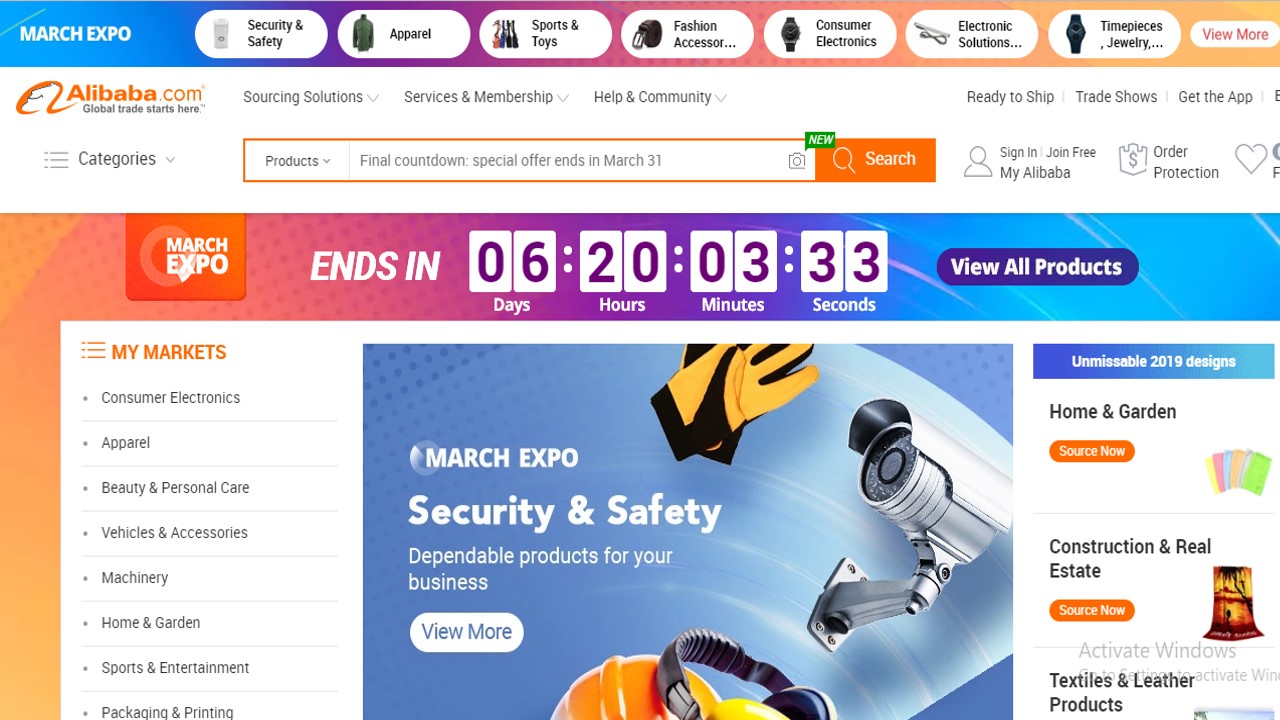 MARCH EXPO
Security &
Safety
Apparel
Sports &
Toys
Fashion
Accessor...
Consumer
Electronics
Electronic
Solutions...
Timepieces
, Jewelry,...
View More
Alibaba.com
Global trade starts here.™
Sourcing Solutions
Services & Membership
Help & Community
Ready to Ship
Trade Shows
Get the App
Categories
Products
Final countdown: special offer ends in March 31
NEW
Search
Sign In
Join Free
My Alibaba
Order
Protection
MARCH
EXPO
ENDS IN
06 : 20 : 03 : 33
Days Hours Minutes Seconds
View All Products
MY MARKETS
Consumer Electronics
Apparel
Beauty & Personal Care
Vehicles & Accessories
Machinery
Home & Garden
Sports & Entertainment
Packaging & Printing
MARCH EXPO
Security & Safety
Dependable products for your
business
View More
Unmissable 2019 designs
Home & Garden
Source Now
Construction & Real
Estate
Source Now
Textiles & Leather
Products
Activate Windows
Go to Settings to activate Win